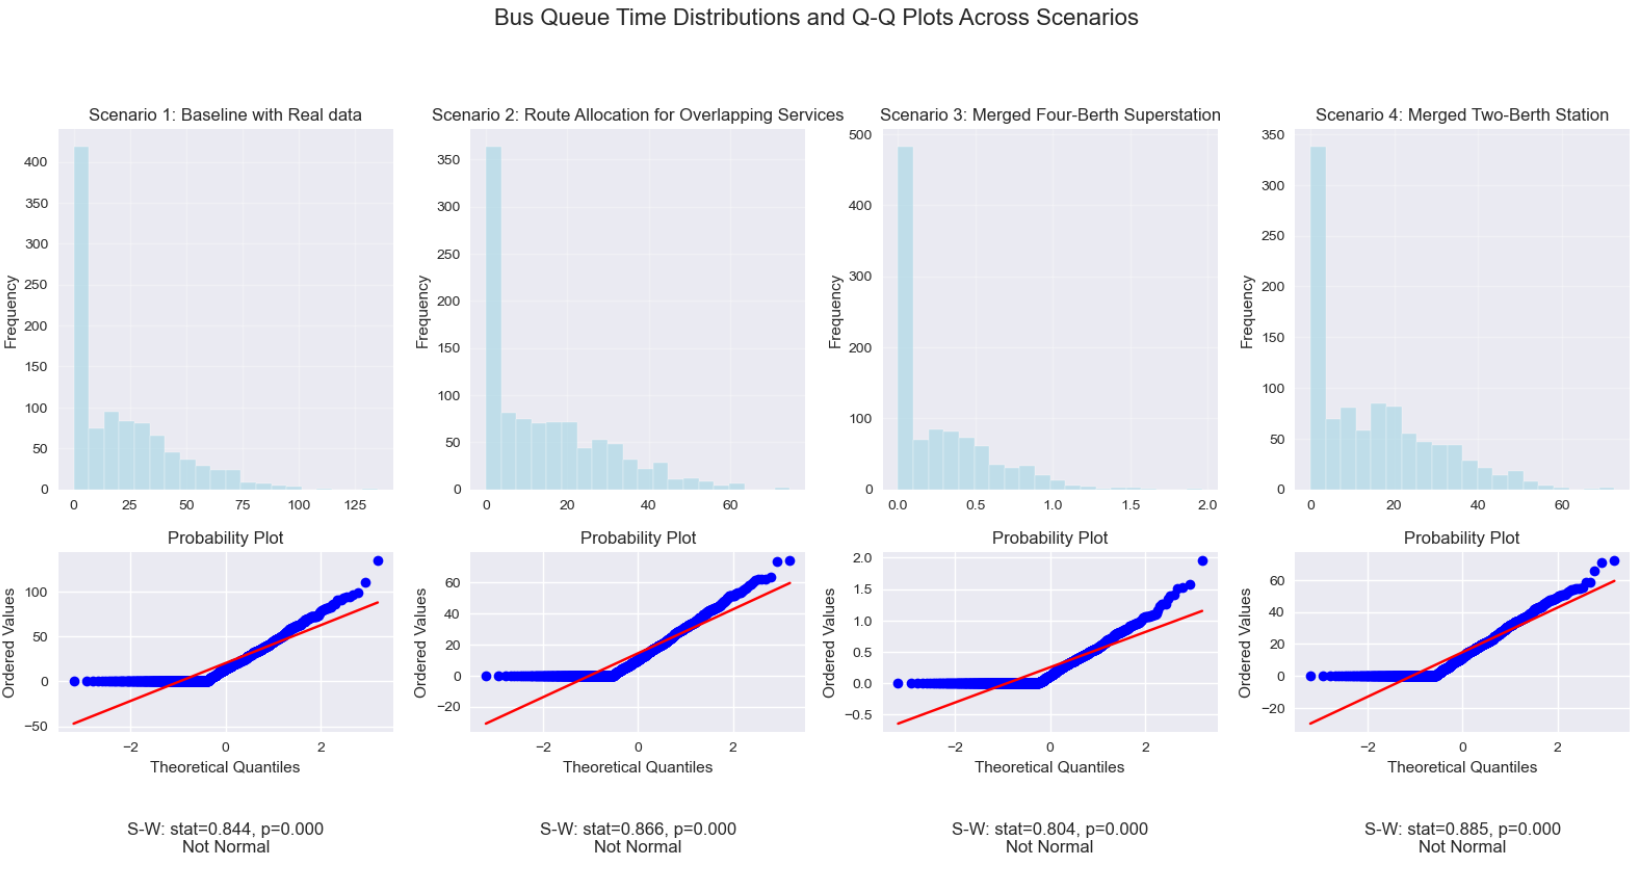 Bus Queue Time Distributions and Q-Q Plots Across Scenarios
Scenario 1: Baseline with Real data
Frequency
400
350
300
250
200
150
100
50
0
0 25 50 75 100 125
Scenario 2: Route Allocation for Overlapping Services
Frequency
350
300
250
200
150
100
50
0
0 20 40 60
Scenario 3: Merged Four-Berth Superstation
Frequency
500
400
300
200
100
0
0.0 0.5 1.0 1.5 2.0
Scenario 4: Merged Two-Berth Station
Frequency
350
300
250
200
150
100
50
0
0 20 40 60
Probability Plot
Ordered Values
100
50
0
−50
−2 0 2
Theoretical Quantiles
Probability Plot
Ordered Values
60
40
20
0
−20
−2 0 2
Theoretical Quantiles
Probability Plot
Ordered Values
2.0
1.5
1.0
0.5
0.0
−0.5
−2 0 2
Theoretical Quantiles
Probability Plot
Ordered Values
60
40
20
0
−20
−2 0 2
Theoretical Quantiles
S-W: stat=0.844, p=0.000
Not Normal
S-W: stat=0.866, p=0.000
Not Normal
S-W: stat=0.804, p=0.000
Not Normal
S-W: stat=0.885, p=0.000
Not Normal